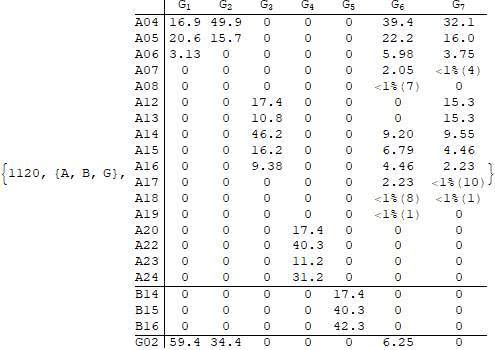 G₁ G₂ G₃ G₄ G₅ G₆ G₇
A04 16.9 49.9 0 0 0 39.4 32.1
A05 20.6 15.7 0 0 0 22.2 16.0
A06 3.13 0 0 0 0 5.98 3.75
A07 0 0 0 0 0 2.05 <1%(4)
A08 0 0 0 0 0 <1%(7) 0
A12 0 0 17.4 0 0 0 15.3
A13 0 0 10.8 0 0 0 15.3
A14 0 0 46.2 0 0 9.20 9.55
A15 0 0 16.2 0 0 6.79 4.46
{1120, {A, B, G}, A16 0 0 9.38 0 0 4.46 2.23 }
A17 0 0 0 0 0 2.23 <1%(10)
A18 0 0 0 0 0 <1%(8) <1%(1)
A19 0 0 0 0 0 <1%(1) 0
A20 0 0 0 17.4 0 0 0
A22 0 0 0 40.3 0 0 0
A23 0 0 0 11.2 0 0 0
A24 0 0 0 31.2 0 0 0
B14 0 0 0 0 17.4 0 0
B15 0 0 0 0 40.3 0 0
B16 0 0 0 0 42.3 0 0
G02 59.4 34.4 0 0 0 6.25 0